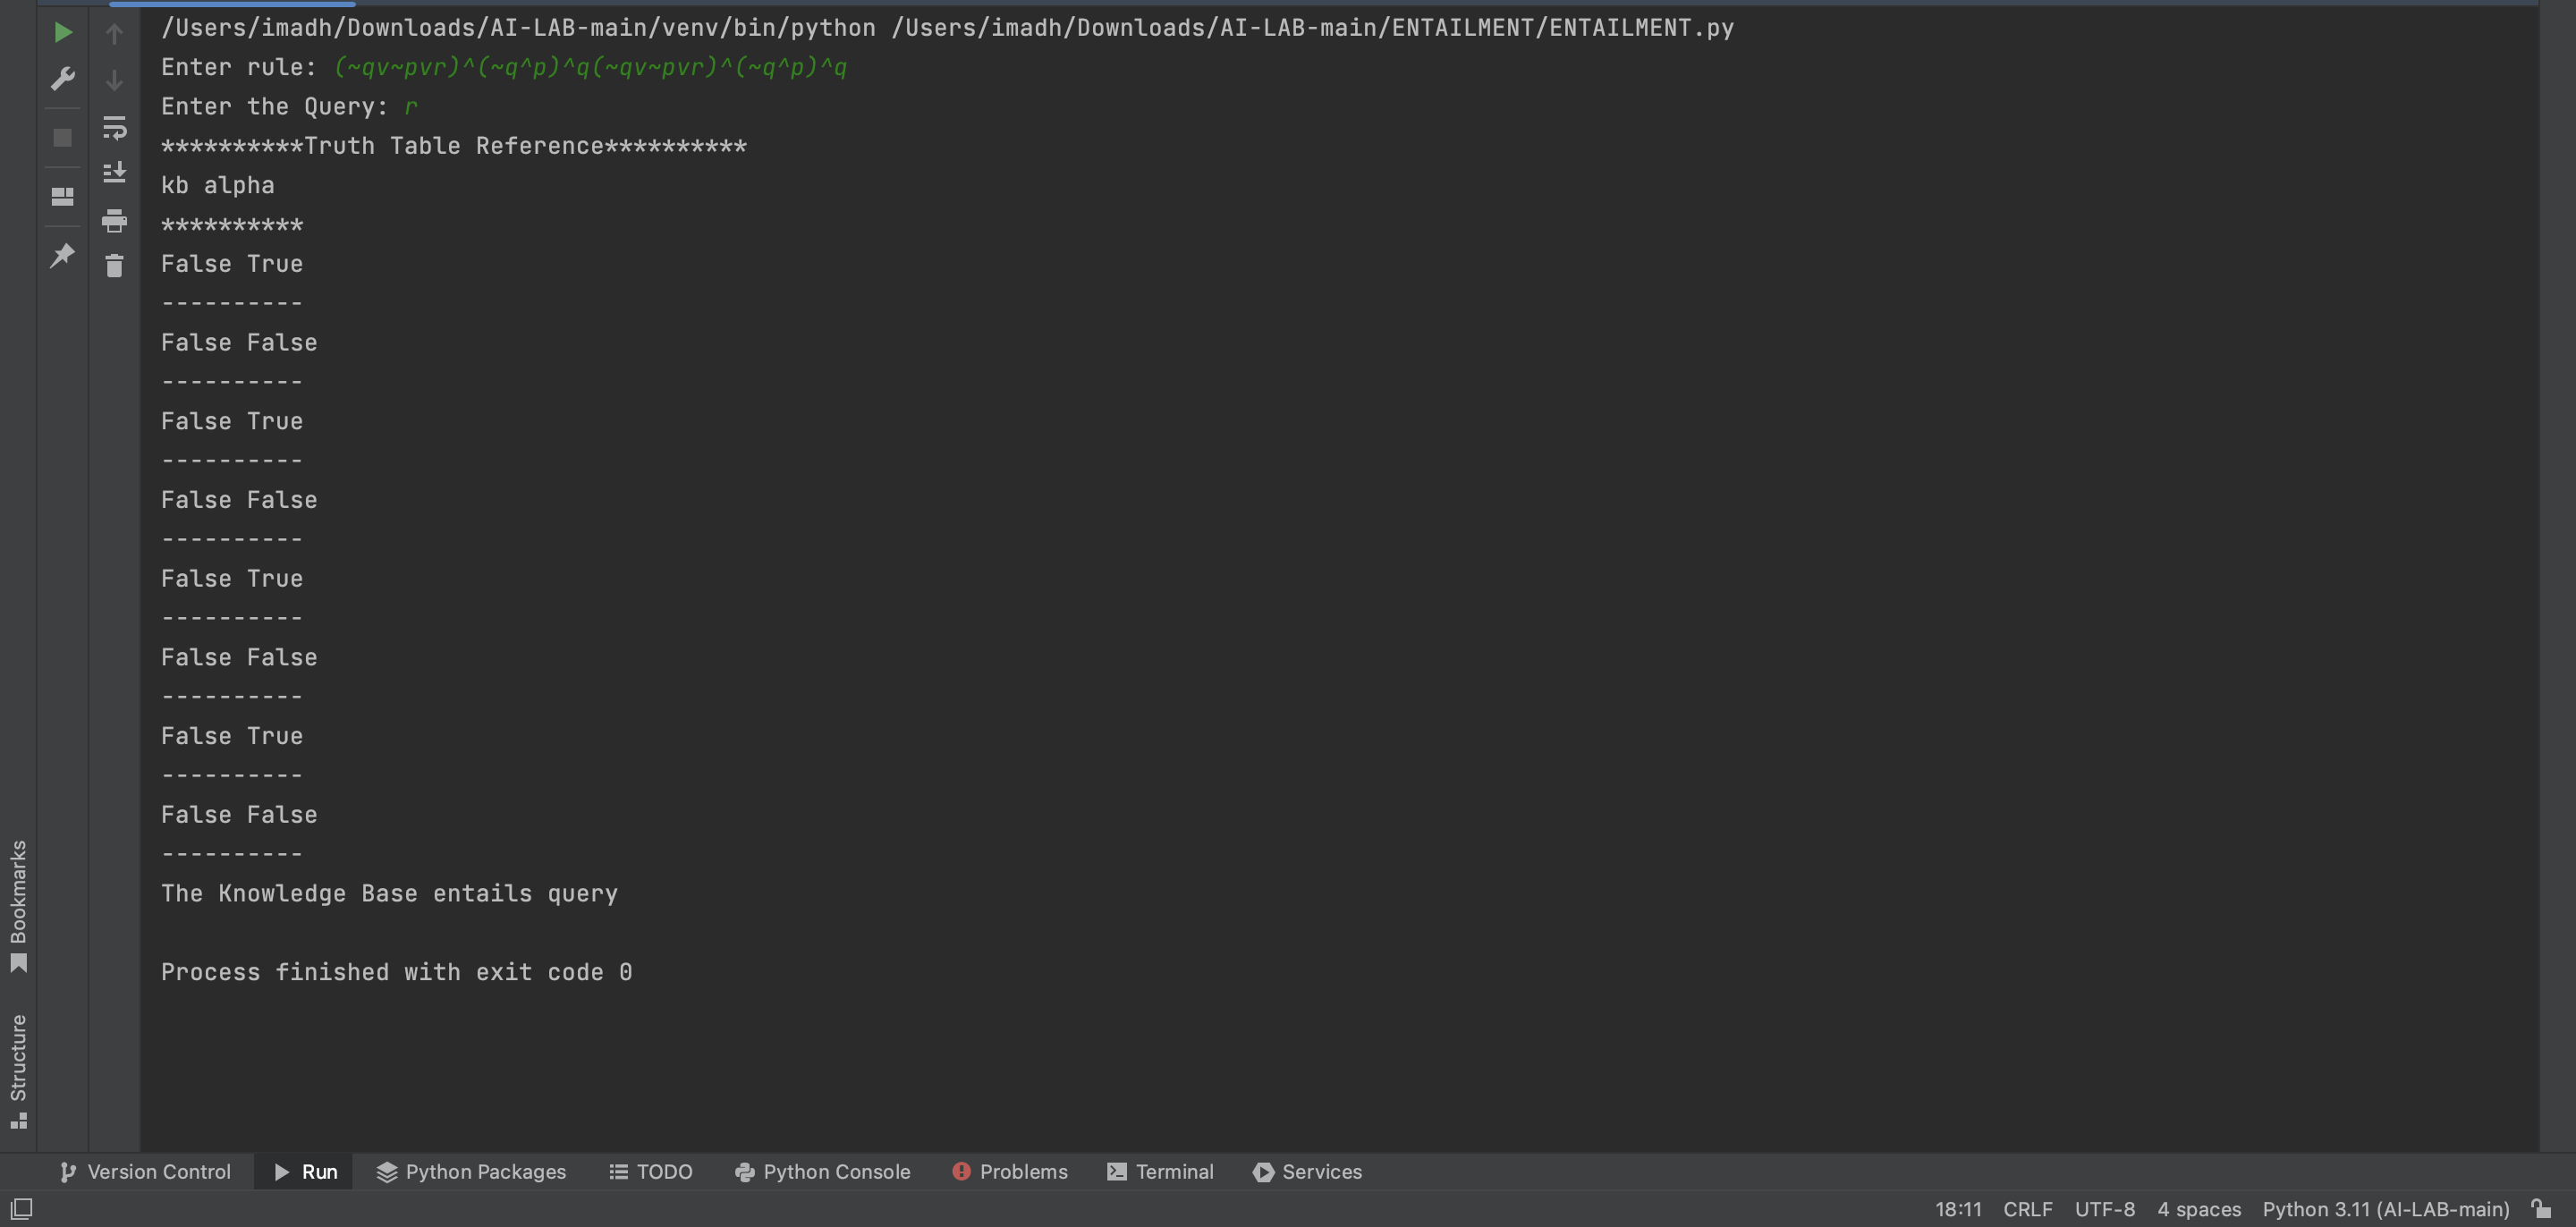 /Users/imadh/Downloads/AI-LAB-main/venv/bin/python /Users/imadh/Downloads/AI-LAB-main/ENTAILMENT/ENTAILMENT.py
Enter rule: (~qv~pvr)^(~q^p)^q(~qv~pvr)^(~q^p)^q
Enter the Query: r
**********Truth Table Reference**********
kb alpha
**********
False True
----------
False False
----------
False True
----------
False False
----------
False True
----------
False False
----------
False True
----------
False False
----------
The Knowledge Base entails query
Process finished with exit code 0
Bookmarks
Structure
Version Control Run Python Packages TODO Python Console Problems Terminal Services
18:11 CRLF UTF-8 4 spaces Python 3.11 (AI-LAB-main)